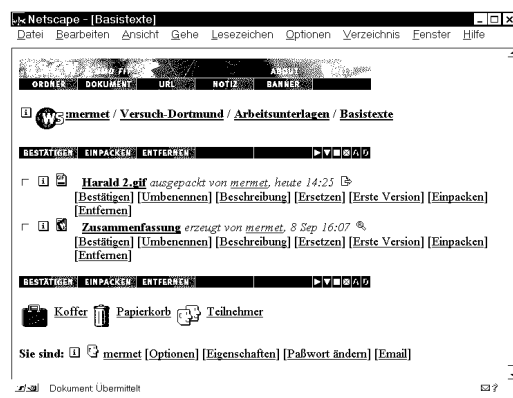 Netscape - [Basistexte]
Datei Bearbeiten Ansicht Gehe Lesezeichen Optionen Verzeichnis Fenster Hilfe
ABOUT
ORDNER DOKUMENT URL NOTIZ BANNER
:mermet / Versuch-Dortmund / Arbeitsunterlagen / Basistexte
BESTÄTIGEN EINPACKEN ENTFERNEN
Harald 2.gif ausgepackt von mermet, heute 14:25
[Bestätigen] [Umbenennen] [Beschreibung] [Ersetzen] [Erste Version] [Einpacken]
[Entfernen]
Zusammenfassung erzeugt von mermet, 8 Sep 16:07
[Bestätigen] [Umbenennen] [Beschreibung] [Ersetzen] [Erste Version] [Einpacken]
[Entfernen]
BESTÄTIGEN EINPACKEN ENTFERNEN
Koffer Papierkorb Teilnehmer
Sie sind: mermet [Optionen] [Eigenschaften] [Paßwort ändern] [Email]
Dokument: Übermittelt